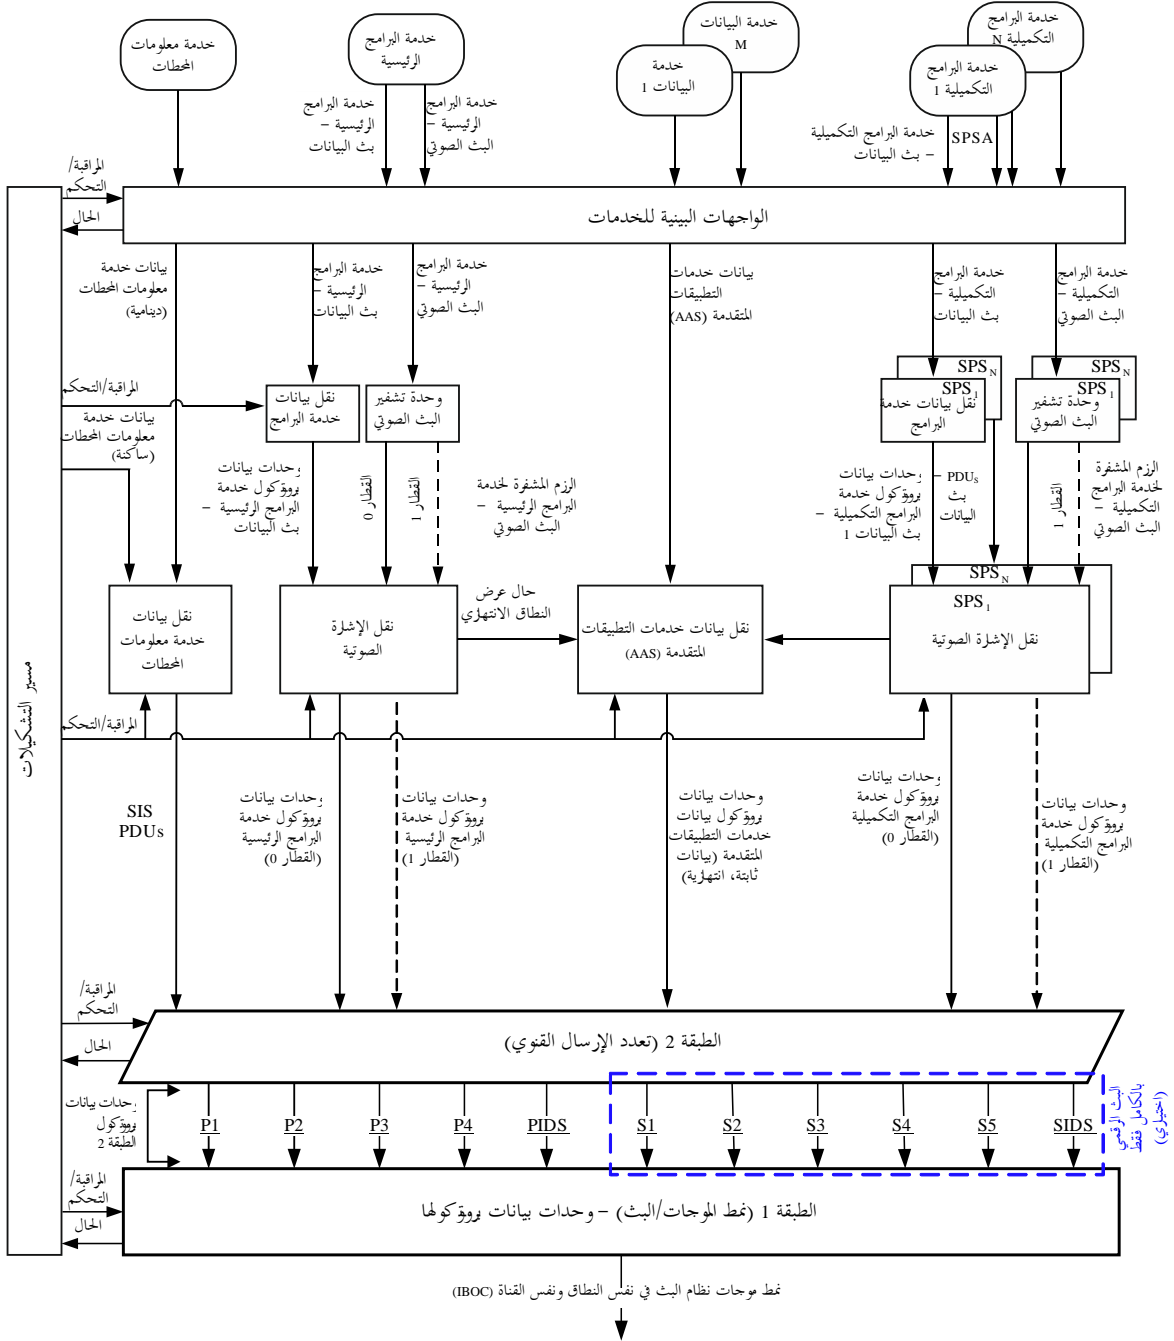 خدمة البرامج
التكميلية N
خدمة البرامج
التكميلية 1
خدمة البيانات
M
خدمة
البيانات 1
خدمة البرامج
الرئيسية
خدمة معلومات
المحطات
خدمة البرامج التكميلية
– بث البيانات
SPSA
خدمة البرامج
الرئيسية –
البث الصوتي
خدمة البرامج
الرئيسية –
بث البيانات
المراقبة/
التحكم
الحال
الواجهات البينية للخدمات
خدمة البرامج
التكميلية –
البث الصوتي
خدمة البرامج
التكميلية –
بث البيانات
بيانات خدمات
التطبيقات
المتقدمة (AAS)
خدمة البرامج
الرئيسية –
البث الصوتي
خدمة البرامج
الرئيسية –
بث البيانات
بيانات خدمة
معلومات المحطات
(دينامية)
SPS N
SPS 1
وحدة تشفير
البث الصوتي
SPS N
SPS 1
نقل بيانات خدمة
البرامج
وحدة تشفير
البث الصوتي
نقل بيانات
خدمة البرامج
المراقبة/التحكم
بيانات خدمة
معلومات المحطات
(ساكنة)
الرزم المشفرة
لخدمة البرامج
التكميلية –
البث الصوتي
القطار 1
PDUs –
بث
البيانات
وحدات بيانات
بروتوكول خدمة
البرامج التكميلية –
بث البيانات 1
الرزم المشفرة لخدمة
البرامج الرئيسية –
البث الصوتي
القطار 1
القطار 0
وحدات بيانات
بروتوكول خدمة
البرامج الرئيسية –
بث البيانات
SPS N
SPS 1
نقل الإشارة الصوتية
نقل بيانات خدمات التطبيقات
المتقدمة (AAS)
حال عرض
النطاق الانتهازي
نقل الإشارة
الصوتية
نقل بيانات
خدمة معلومات
المحطات
مسير التشكيلات
المراقبة/التحكم
وحدات بيانات
بروتوكول خدمة
البرامج التكميلية
(القطار 1)
وحدات بيانات
بروتوكول خدمة
البرامج التكميلية
(القطار 0)
وحدات بيانات
بروتوكول بيانات
خدمات التطبيقات
المتقدمة (بيانات
ثابتة، انتهازية)
وحدات بيانات
بروتوكول خدمة
البرامج الرئيسية
(القطار 1)
وحدات بيانات
بروتوكول خدمة
البرامج الرئيسية
(القطار 0)
SIS
PDUs
المراقبة/
التحكم
الحال
الطبقة 2 (تعدد الإرسال القنوي)
وحدات بيانات
بروتوكول
الطبقة 2
P1 P2 P3 P4 PIDS S1 S2 S3 S4 S5 SIDS
البث الرقمي
بالكامل فقط
(اختياري)
المراقبة/
التحكم
الحال
الطبقة 1 (نمط الموجات/البث) – وحدات بيانات بروتوكولها
نمط موجات نظام البث في نفس النطاق ونفس القناة (IBOC)